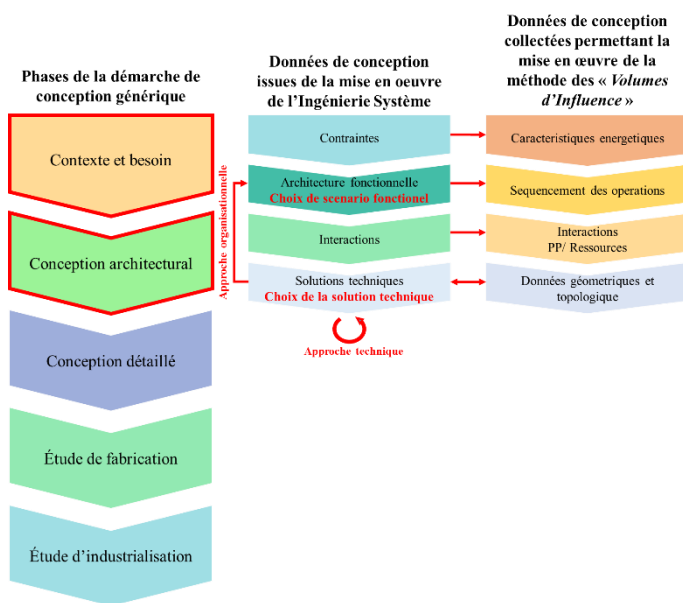 Phases de la démarche de
conception générique
Contexte et besoin
Conception architectural
Conception détaillé
Étude de fabrication
Étude d’industrialisation
Données de conception
issues de la mise en oeuvre
de l’Ingénierie Système
Contraintes
Architecture fonctionnelle
Choix de scenario fonctionel
Interactions
Solutions techniques
Choix de la solution technique
Approche organisationnelle
Approche technique
Données de conception
collectées permettant la
mise en œuvre de la
méthode des « Volumes
d’Influence »
Caracteristiques energetiques
Sequencement des operations
Interactions
PP/ Ressources
Données géometriques et
topologique